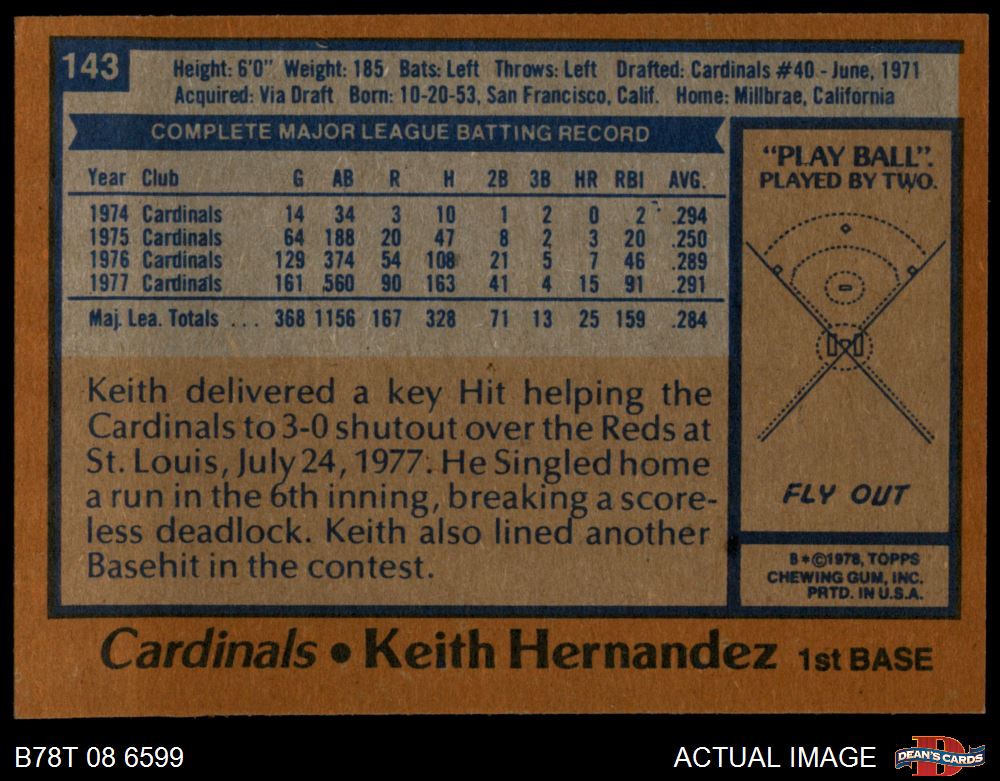 143
Height: 6'0" Weight: 185 Bats: Left Throws: Left Drafted: Cardinals #40 - June, 1971
Acquired: Via Draft Born: 10-20-53, San Francisco, Calif. Home: Millbrae, California
COMPLETE MAJOR LEAGUE BATTING RECORD
Year Club G AB R H 2B 3B HR RBI AVG.
1974 Cardinals 14 34 3 10 1 2 0 2 .294
1975 Cardinals 64 188 20 47 8 2 3 20 .250
1976 Cardinals 129 374 54 108 21 5 7 46 .289
1977 Cardinals 161 560 90 163 41 4 15 91 .291
Maj. Lea. Totals ... 368 1156 167 328 71 13 25 159 .284
Keith delivered a key Hit helping the
Cardinals to 3-0 shutout over the Reds at
St. Louis, July 24, 1977. He Singled home
a run in the 6th inning, breaking a score-
less deadlock. Keith also lined another
Basehit in the contest.
"PLAY BALL".
PLAYED BY TWO.
FLY OUT
B*©1978, TOPPS
CHEWING GUM, INC.
PRTD. IN U.S.A.
Cardinals • Keith Hernandez 1st BASE
B78T 08 6599
ACTUAL IMAGE
D
DEAN'S CARDS